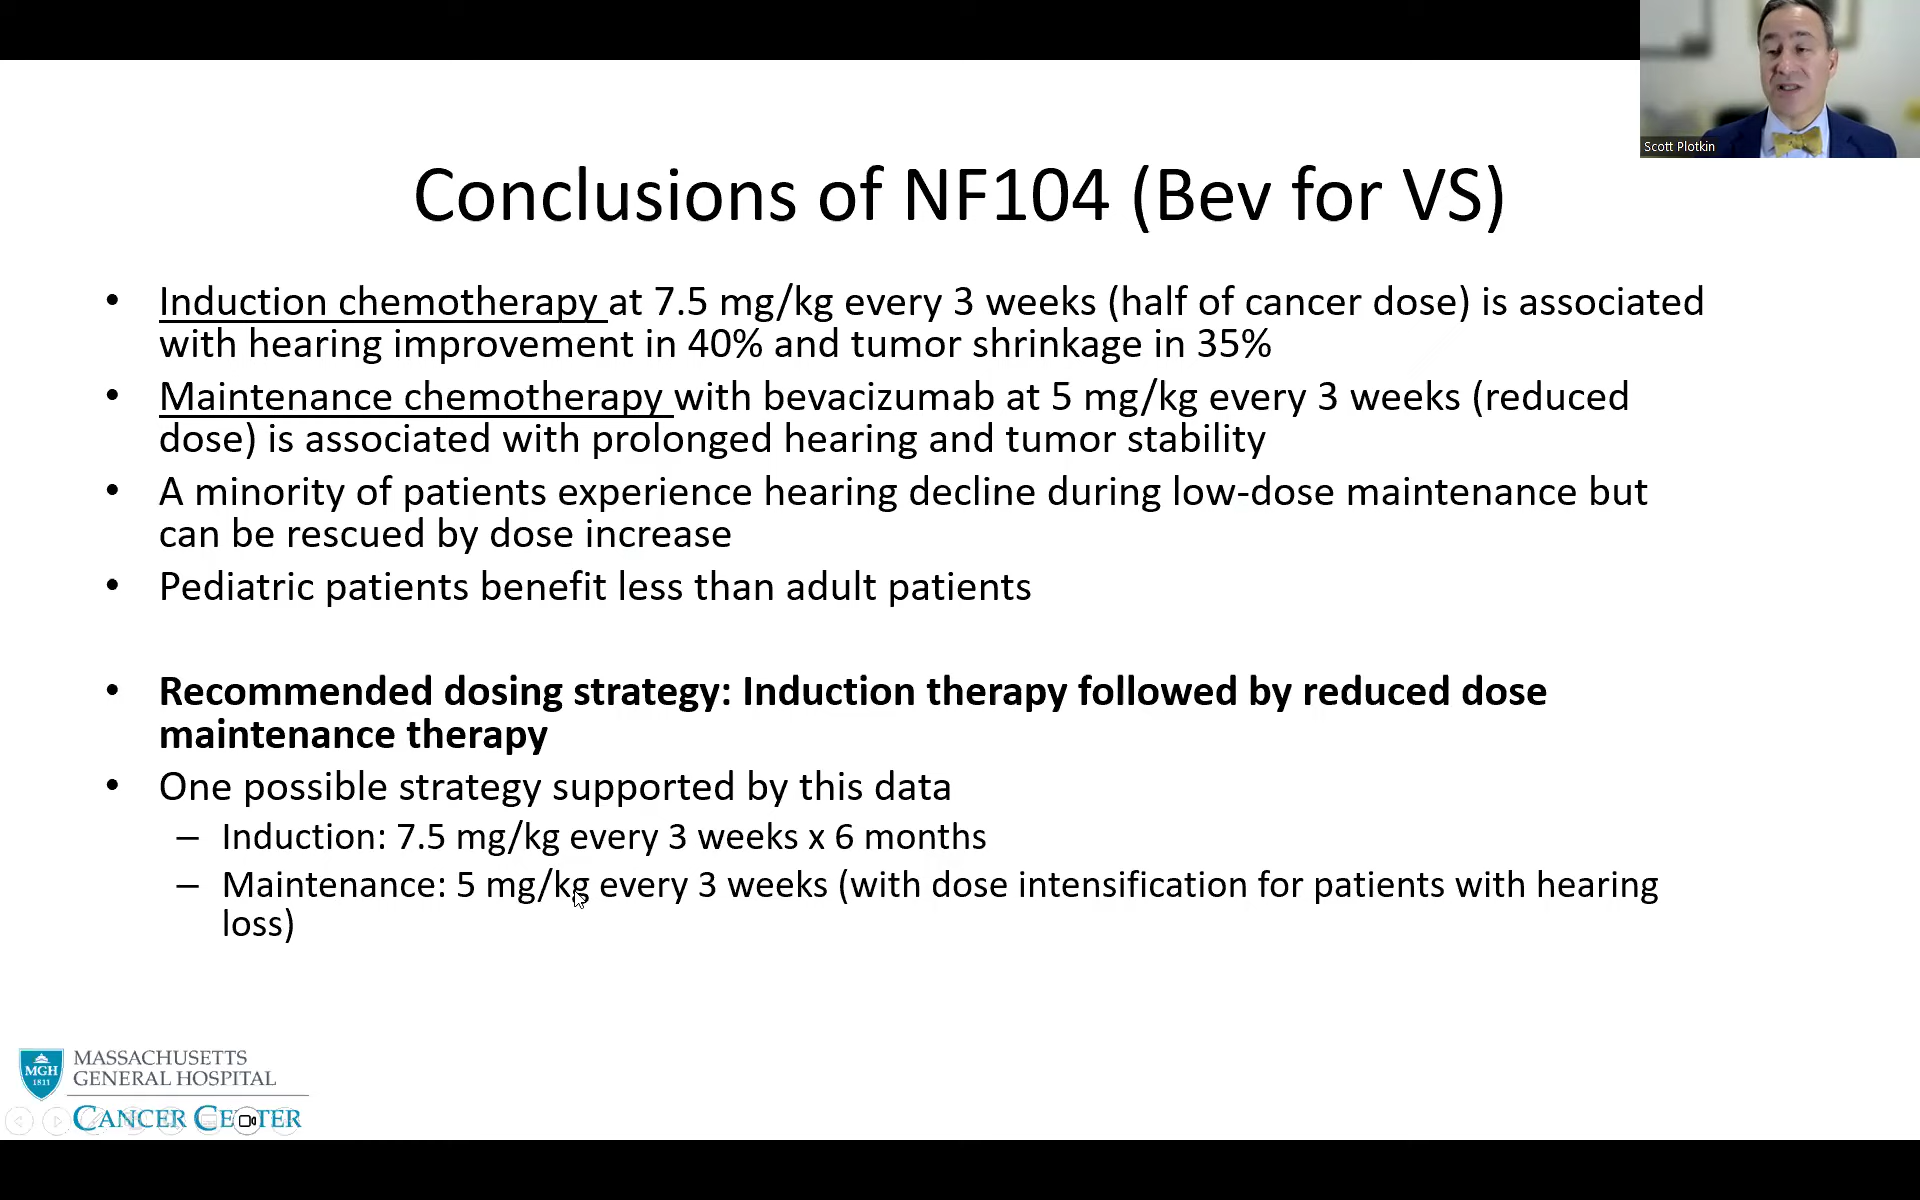 Scott Plotkin
Conclusions of NF104 (Bev for VS)
• Induction chemotherapy at 7.5 mg/kg every 3 weeks (half of cancer dose) is associated
with hearing improvement in 40% and tumor shrinkage in 35%
• Maintenance chemotherapy with bevacizumab at 5 mg/kg every 3 weeks (reduced
dose) is associated with prolonged hearing and tumor stability
• A minority of patients experience hearing decline during low-dose maintenance but
can be rescued by dose increase
• Pediatric patients benefit less than adult patients
• Recommended dosing strategy: Induction therapy followed by reduced dose
maintenance therapy
• One possible strategy supported by this data
– Induction: 7.5 mg/kg every 3 weeks x 6 months
– Maintenance: 5 mg/kg every 3 weeks (with dose intensification for patients with hearing
loss)
MGH
1811
MASSACHUSETTS
GENERAL HOSPITAL
CANCER CENTER